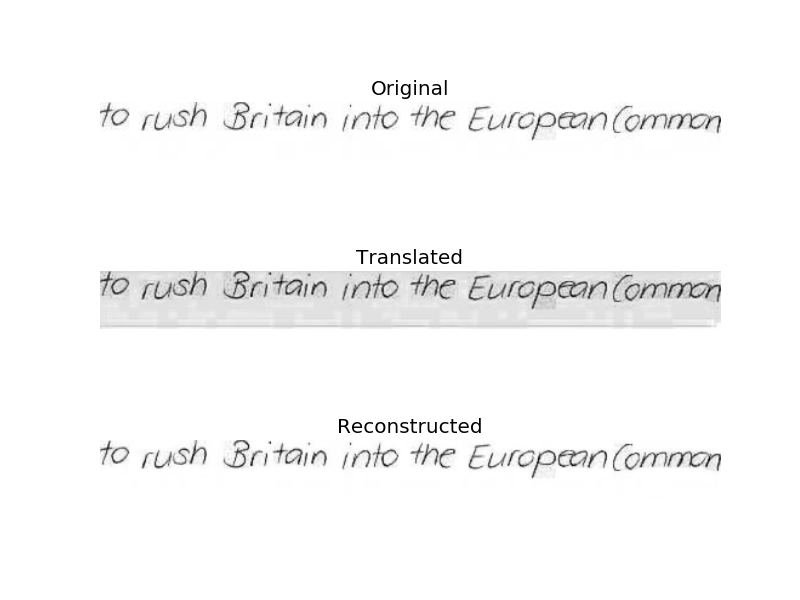 Original
to rush Britain into the European Common
Translated
to rush Britain into the European Common
Reconstructed
to rush Britain into the European Common